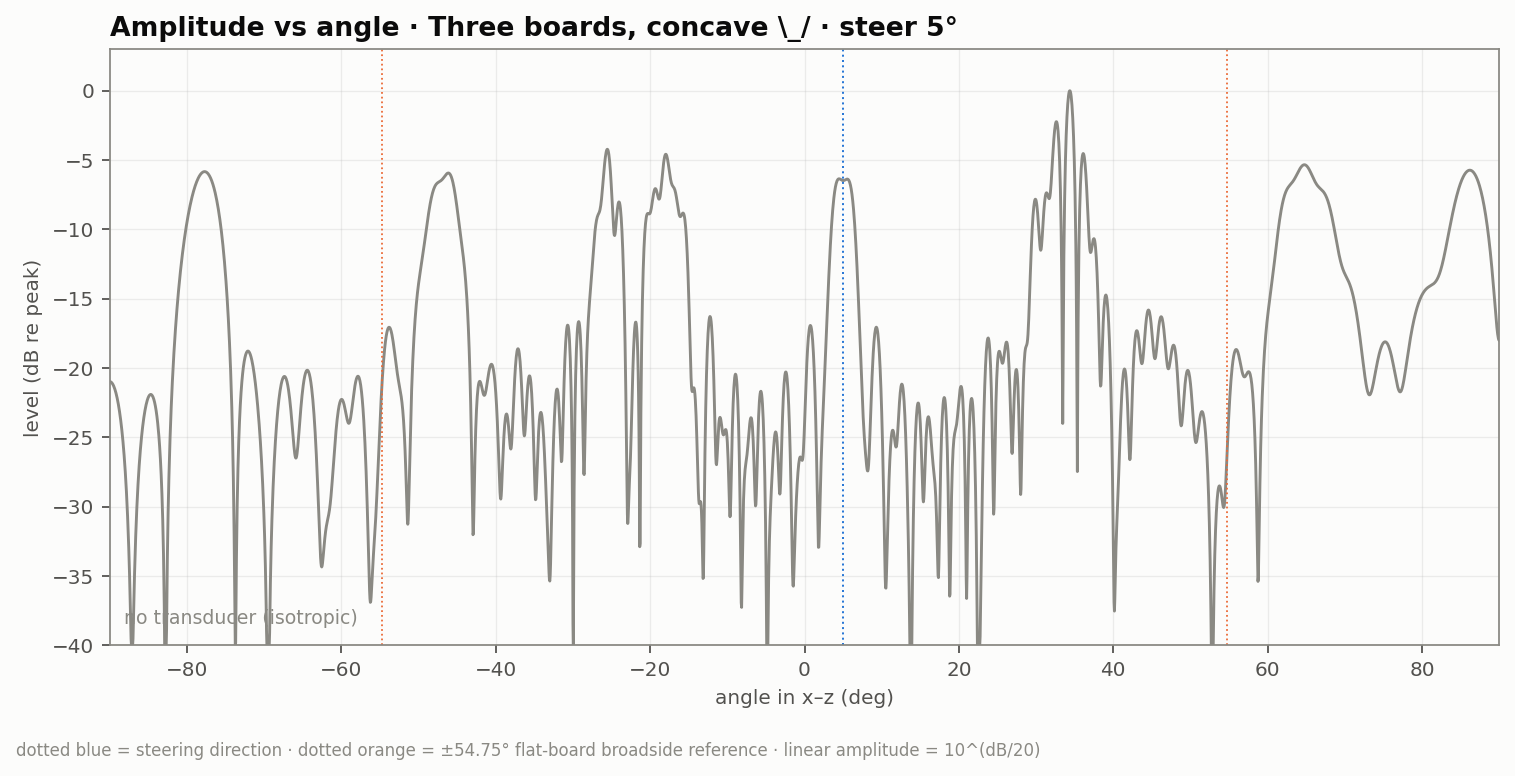 Amplitude vs angle · Three boards, concave \_/ · steer 5°
level (dB re peak)
0
−5
−10
−15
−20
−25
−30
−35
−40
no transducer (isotropic)
−80 −60 −40 −20 0 20 40 60 80
angle in x–z (deg)
dotted blue = steering direction · dotted orange = ±54.75° flat-board broadside reference · linear amplitude = 10^(dB/20)